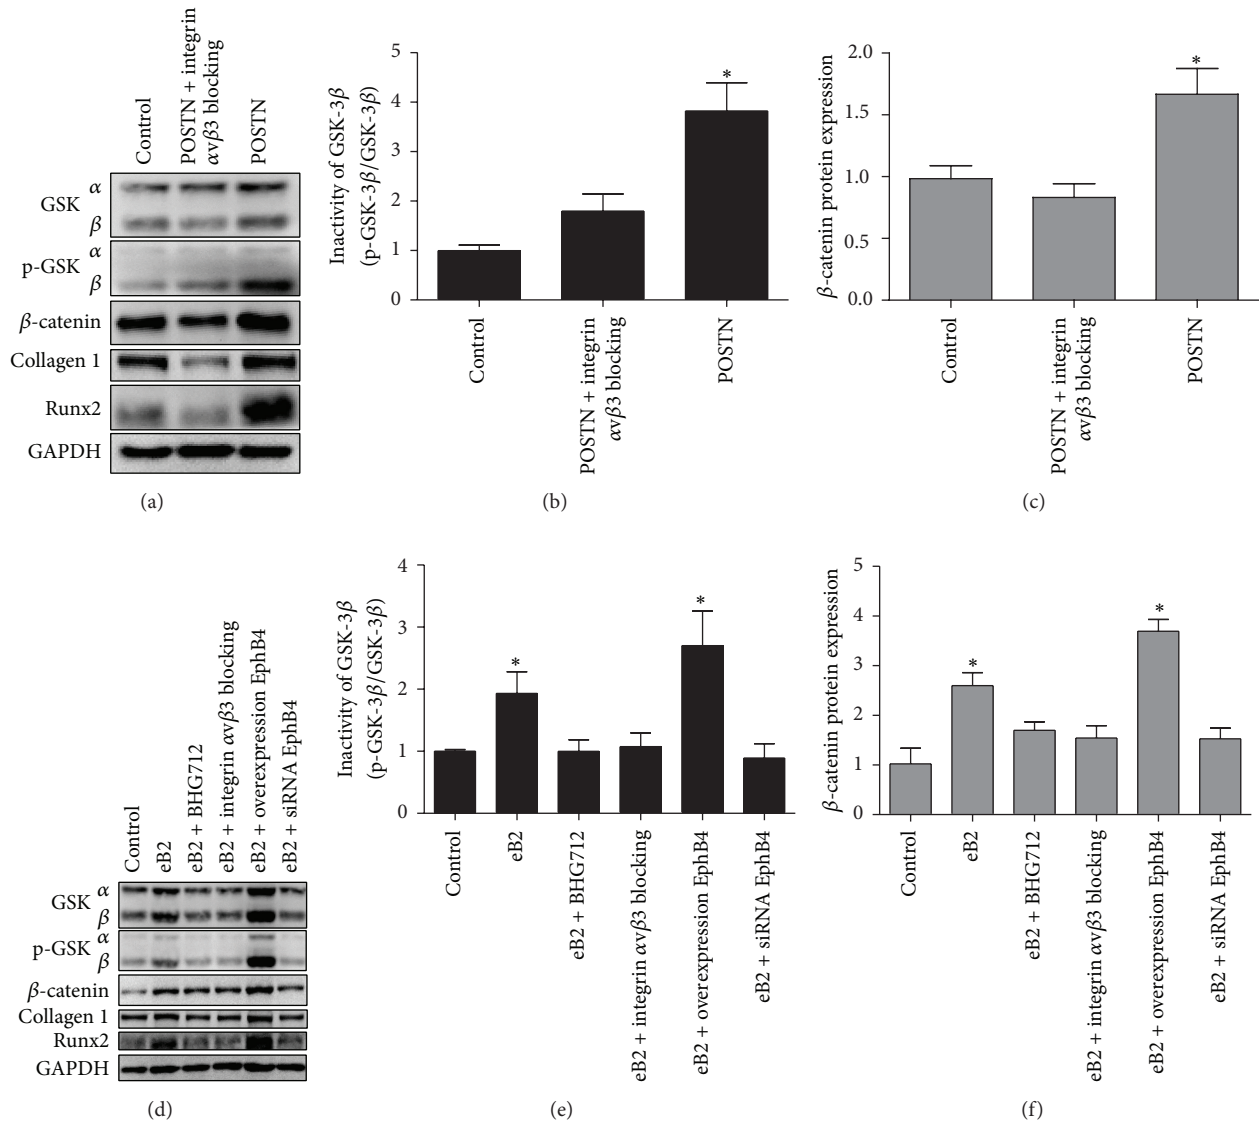 Control
POSTN + integrin
αvβ3 blocking
POSTN
GSK
α
β
p-GSK
α
β
β-catenin
Collagen 1
Runx2
GAPDH
(a)
Inactivity of GSK-3β
(p-GSK-3β/GSK-3β)
5
4
3
2
1
0
*
Control
POSTN + integrin
αvβ3 blocking
POSTN
(b)
β-catenin protein expression
2.0
1.5
1.0
0.5
0.0
*
Control
POSTN + integrin
αvβ3 blocking
POSTN
(c)
Control
eB2
eB2 + BHG712
eB2 + integrin αvβ3 blocking
eB2 + overexpression EphB4
eB2 + siRNA EphB4
GSK
α
β
p-GSK
α
β
β-catenin
Collagen 1
Runx2
GAPDH
(d)
Inactivity of GSK-3β
(p-GSK-3β/GSK-3β)
4
3
2
1
0
*
*
Control
eB2
eB2 + BHG712
eB2 + integrin αvβ3 blocking
eB2 + overexpression EphB4
eB2 + siRNA EphB4
(e)
β-catenin protein expression
5
4
3
2
1
0
*
*
Control
eB2
eB2 + BHG712
eB2 + integrin αvβ3 blocking
eB2 + overexpression EphB4
eB2 + siRNA EphB4
(f)